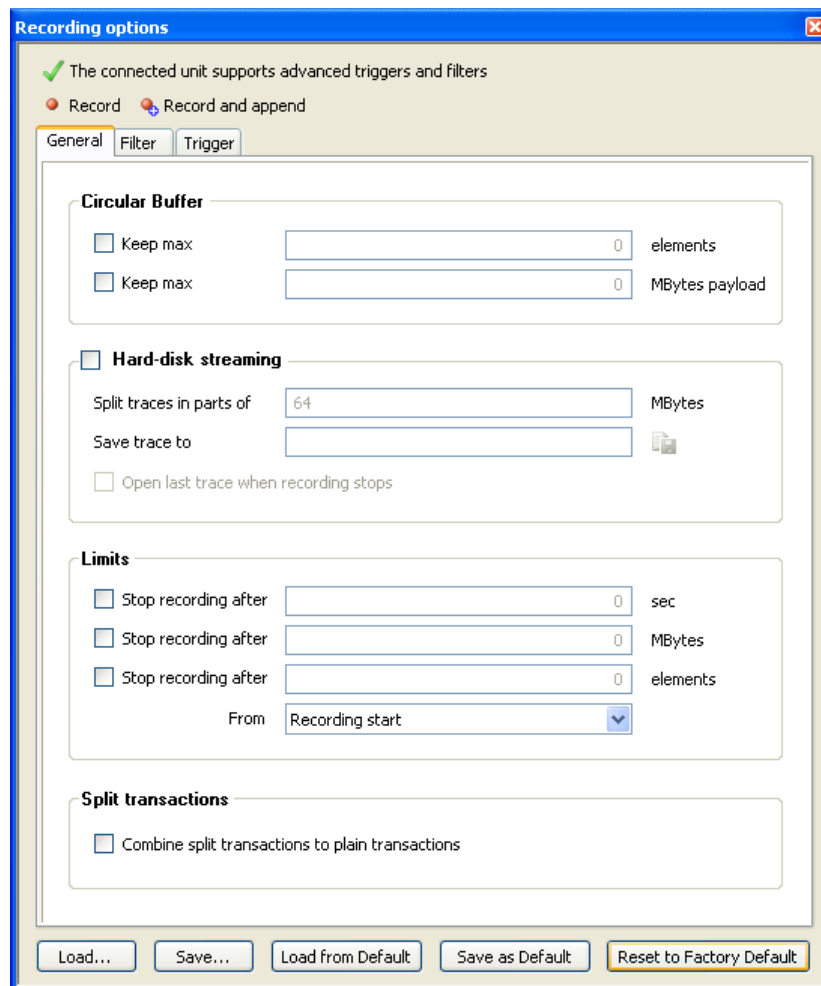 Recording options
The connected unit supports advanced triggers and filters
Record Record and append
General Filter Trigger
Circular Buffer
Keep max 0 elements
Keep max 0 MBytes payload
Hard-disk streaming
Split traces in parts of 64 MBytes
Save trace to
Open last trace when recording stops
Limits
Stop recording after 0 sec
Stop recording after 0 MBytes
Stop recording after 0 elements
From Recording start
Split transactions
Combine split transactions to plain transactions
Load... Save... Load from Default Save as Default Reset to Factory Default